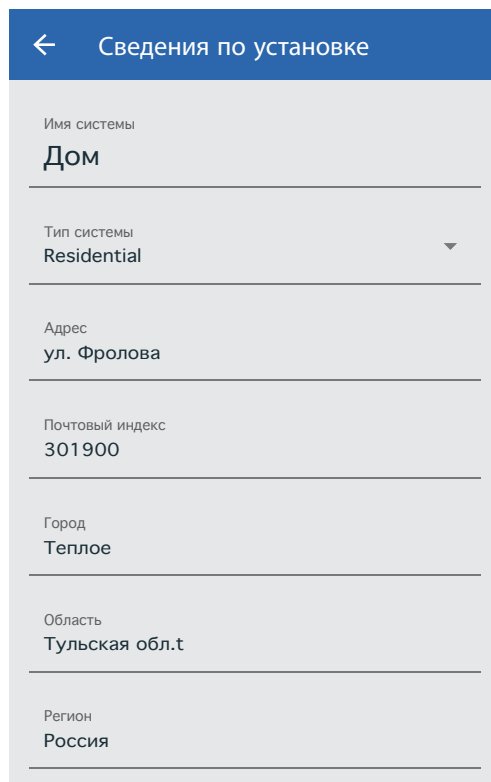 Сведения по установке
Имя системы
Дом
Тип системы
Residential
Адрес
ул. Фролова
Почтовый индекс
301900
Город
Теплое
Область
Тульская обл.t
Регион
Россия